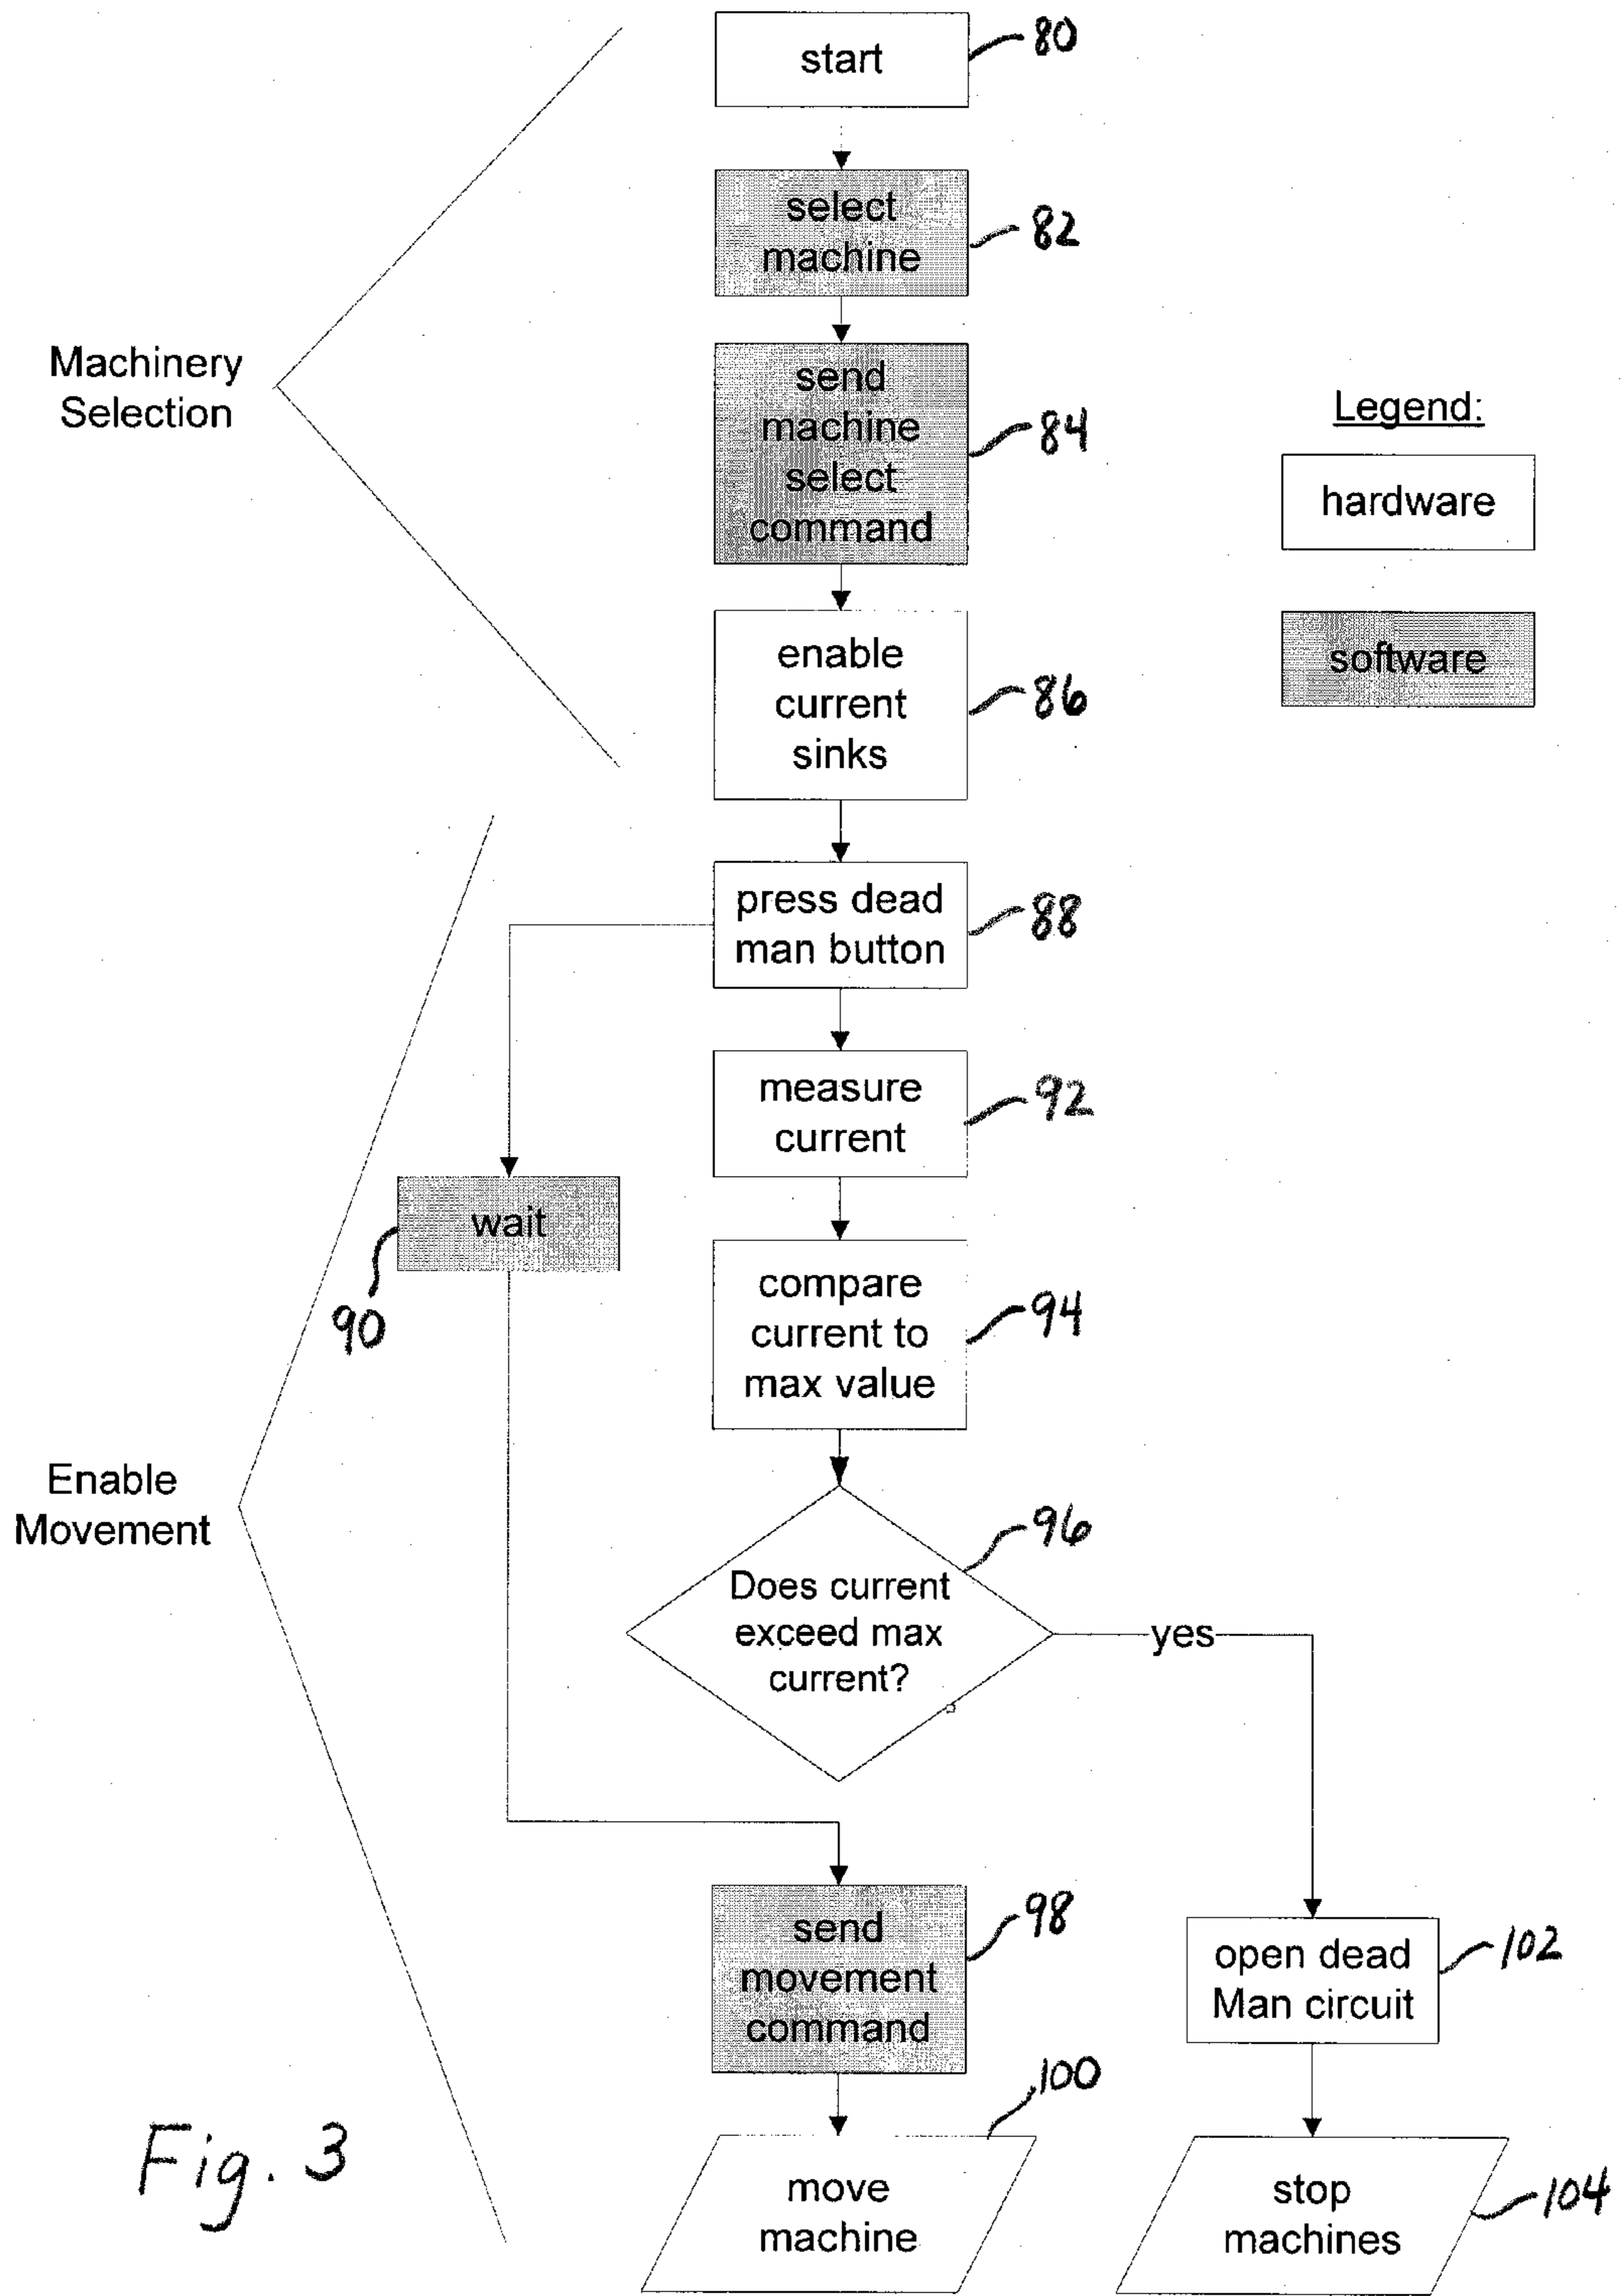 start
80
select
machine
82
Machinery
Selection
send
machine
select
command
84
Legend:
hardware
software
enable
current
sinks
86
press dead
man button
88
measure
current
92
wait
90
compare
current to
max value
94
Enable
Movement
Does current
exceed max
current?
96
yes
send
movement
command
98
open dead
Man circuit
102
move
machine
100
stop
machines
104
Fig. 3